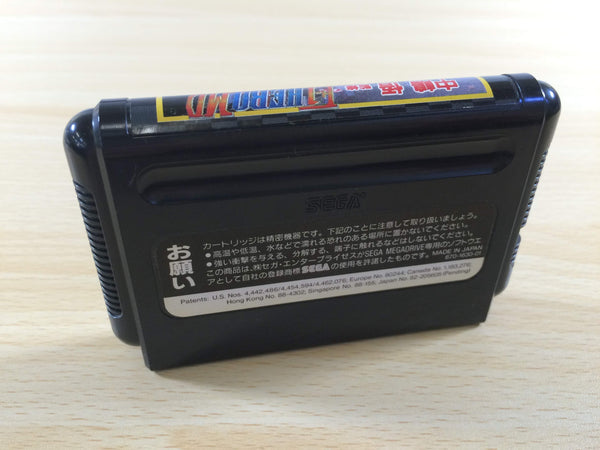 中嶋悟
F1 HERO MD
SEGA
お願い
カートリッジは精密機器です。下記のことに注意して取り扱いましょう。
●高温や低温、水などで濡れる恐れのある場所に置かないでください。
●強い衝撃を与える、分解する、端子に触れるなどはしないでください。
この商品は、㈱セガ・エンタープライゼスがSEGA MEGADRIVE専用のソフトウエ
アとして自社の登録商標SEGAの使用を許諾したものです。
MADE IN JAPAN
670-1630-01
Patents: U.S. Nos. 4,442,486/4,454,594/4,462,076, Europe No. 80244, Canada No. 1,183,276,
Hong Kong No. 88-4302, Singapore No. 88-155, Japan No. 82-205605 (Pending)